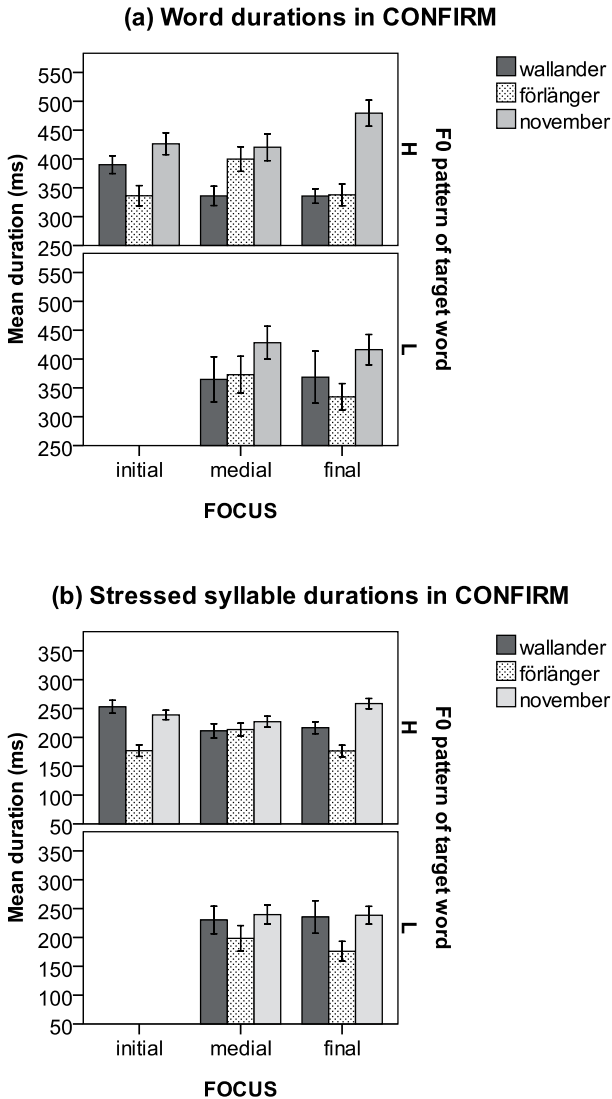 (a) Word durations in CONFIRM
wallander
förlänger
november
Mean duration (ms)
550
500
450
400
350
300
250
H
550
500
450
400
350
300
250
L
F0 pattern of target word
initial medial final
FOCUS
(b) Stressed syllable durations in CONFIRM
wallander
förlänger
november
Mean duration (ms)
350
300
250
200
150
100
50
H
350
300
250
200
150
100
50
L
F0 pattern of target word
initial medial final
FOCUS